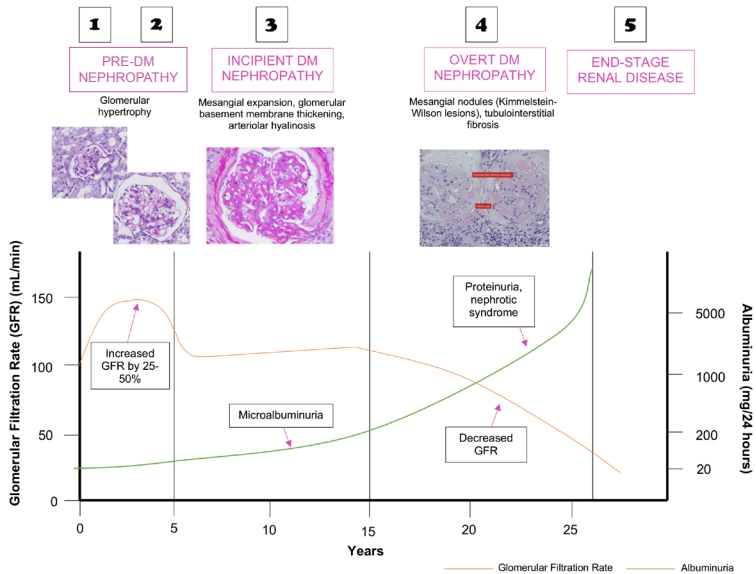 1
2
3
4
5
PRE-DM
NEPHROPATHY
INCIPIENT DM
NEPHROPATHY
OVERT DM
NEPHROPATHY
END-STAGE
RENAL DISEASE
Glomerular
hypertrophy
Mesangial expansion, glomerular
basement membrane thickening,
arteriolar hyalinosis
Mesangial nodules (Kimmelstein-
Wilson lesions), tubulointerstitial
fibrosis
Glomerular Filtration Rate (GFR) (mL/min)
150
100
50
0
Increased
GFR by 25-
50%
Microalbuminuria
Proteinuria,
nephrotic
syndrome
Decreased
GFR
5000
1000
200
20
Albuminuria (mg/24 hours)
0
5
10
15
20
25
Years
Glomerular Filtration Rate
Albuminuria